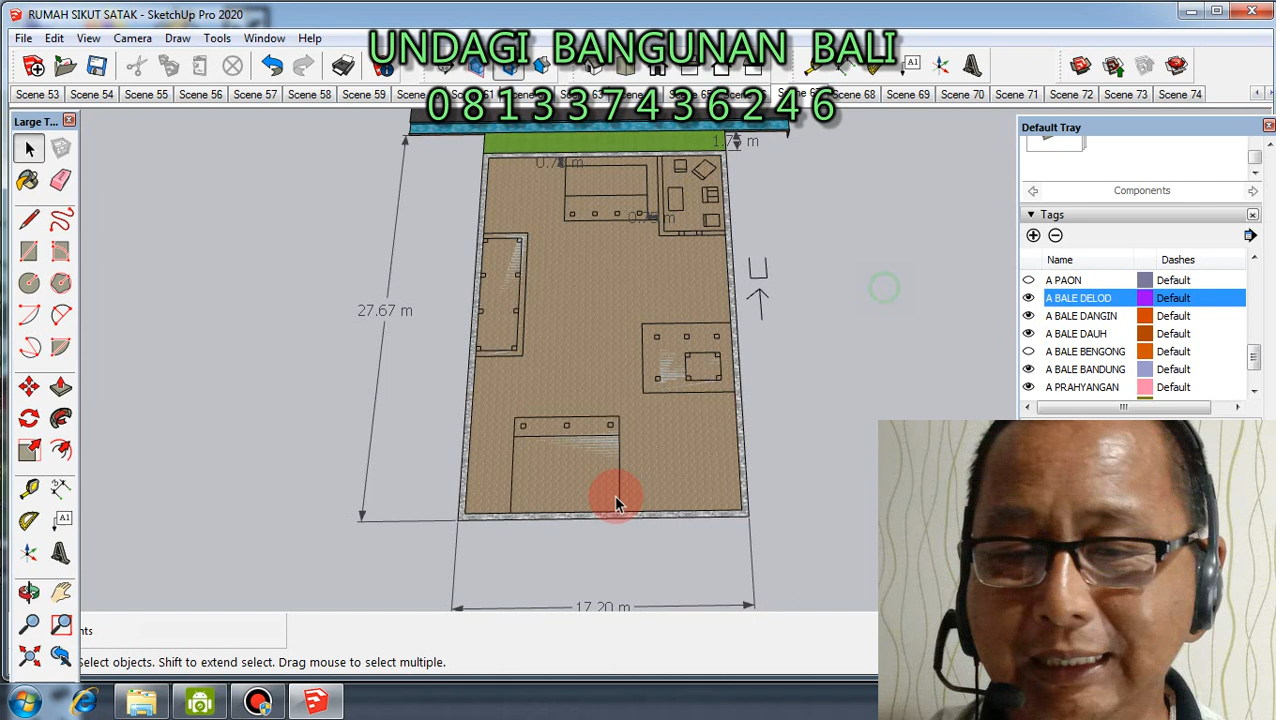 RUMAH SIKUT SATAK - SketchUp Pro 2020
File Edit View Camera Draw Tools Window Help
UNDAGI BANGUNAN BALI
081337436246
Scene 53 Scene 54 Scene 55 Scene 56 Scene 57 Scene 58 Scene 59 Scene 68 Scene 69 Scene 70 Scene 71 Scene 72 Scene 73 Scene 74
Large T...
Default Tray
Components
Tags
Name Dashes
A PAON Default
A BALE DELOD Default
A BALE DANGIN Default
A BALE DAUH Default
A BALE BENGONG Default
A BALE BANDUNG Default
A PRAHYANGAN Default
A1
A1
U
27.67 m
17.20 m
nts
Select objects. Shift to extend select. Drag mouse to select multiple.